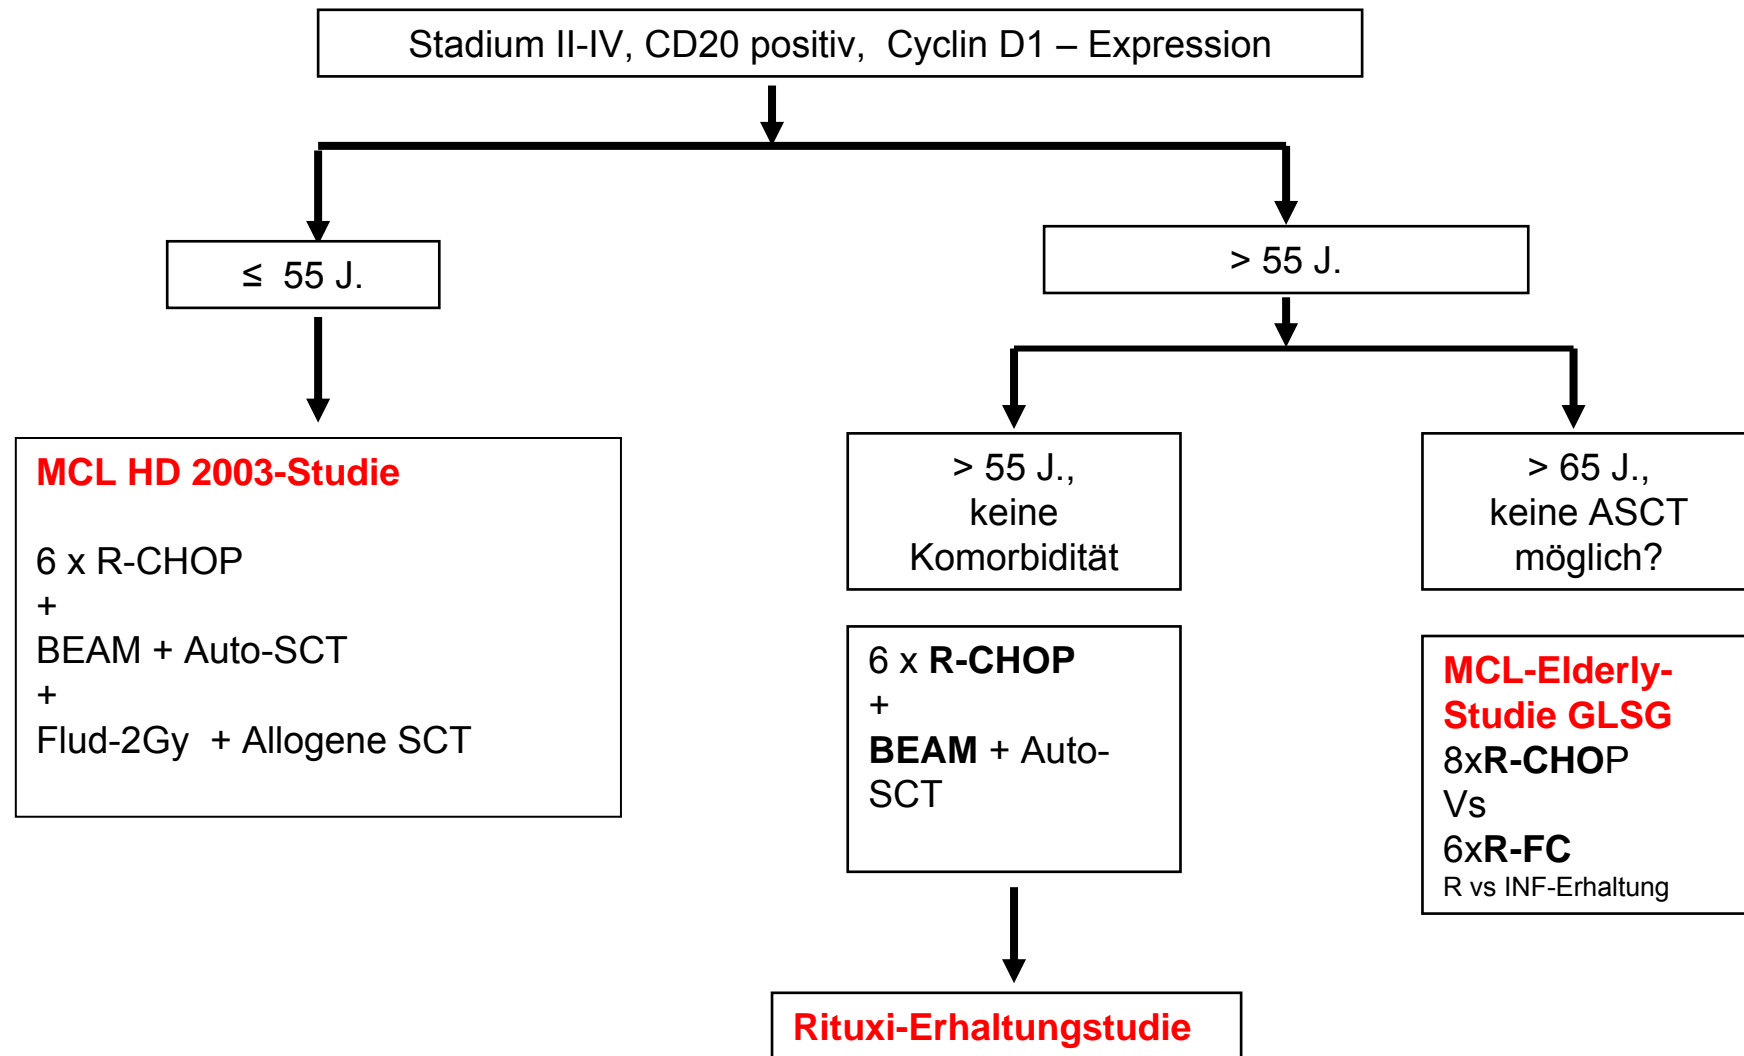 Stadium II-IV, CD20 positiv, Cyclin D1 – Expression
≤ 55 J.
> 55 J.
MCL HD 2003-Studie
6 x R-CHOP
+
BEAM + Auto-SCT
+
Flud-2Gy + Allogene SCT
> 55 J.,
keine
Komorbidität
> 65 J.,
keine ASCT
möglich?
6 x R-CHOP
+
BEAM + Auto-
SCT
MCL-Elderly-
Studie GLSG
8xR-CHOP
Vs
6xR-FC
R vs INF-Erhaltung
Rituxi-Erhaltungstudie